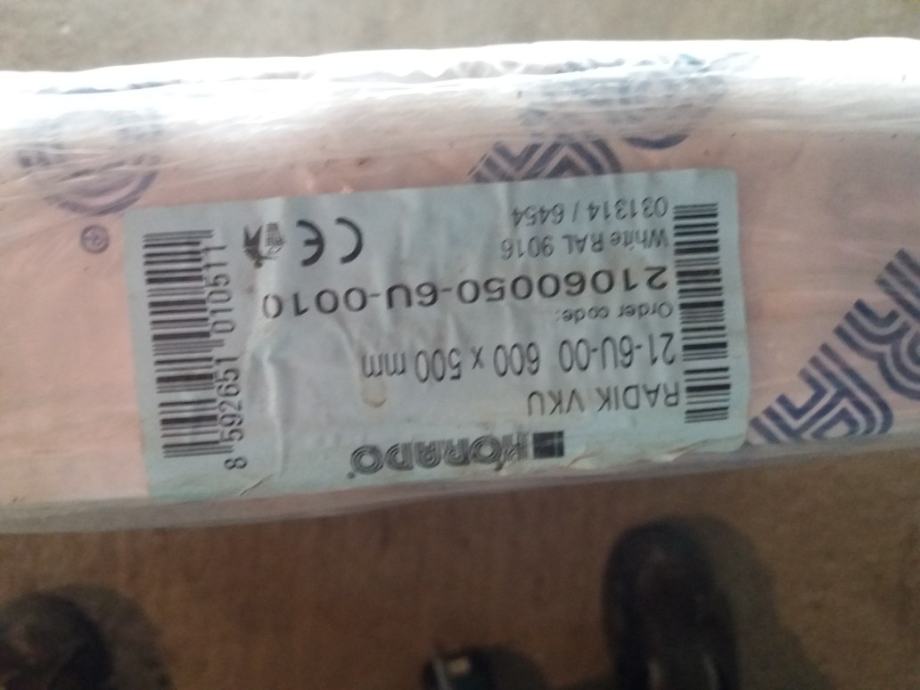 KORADO®
RADIK VKU
21-6U-00 600 x 500 mm
Order code:
21060050-6U-0010
White RAL 9016
031314 / 6454
CE
8 592651 010511